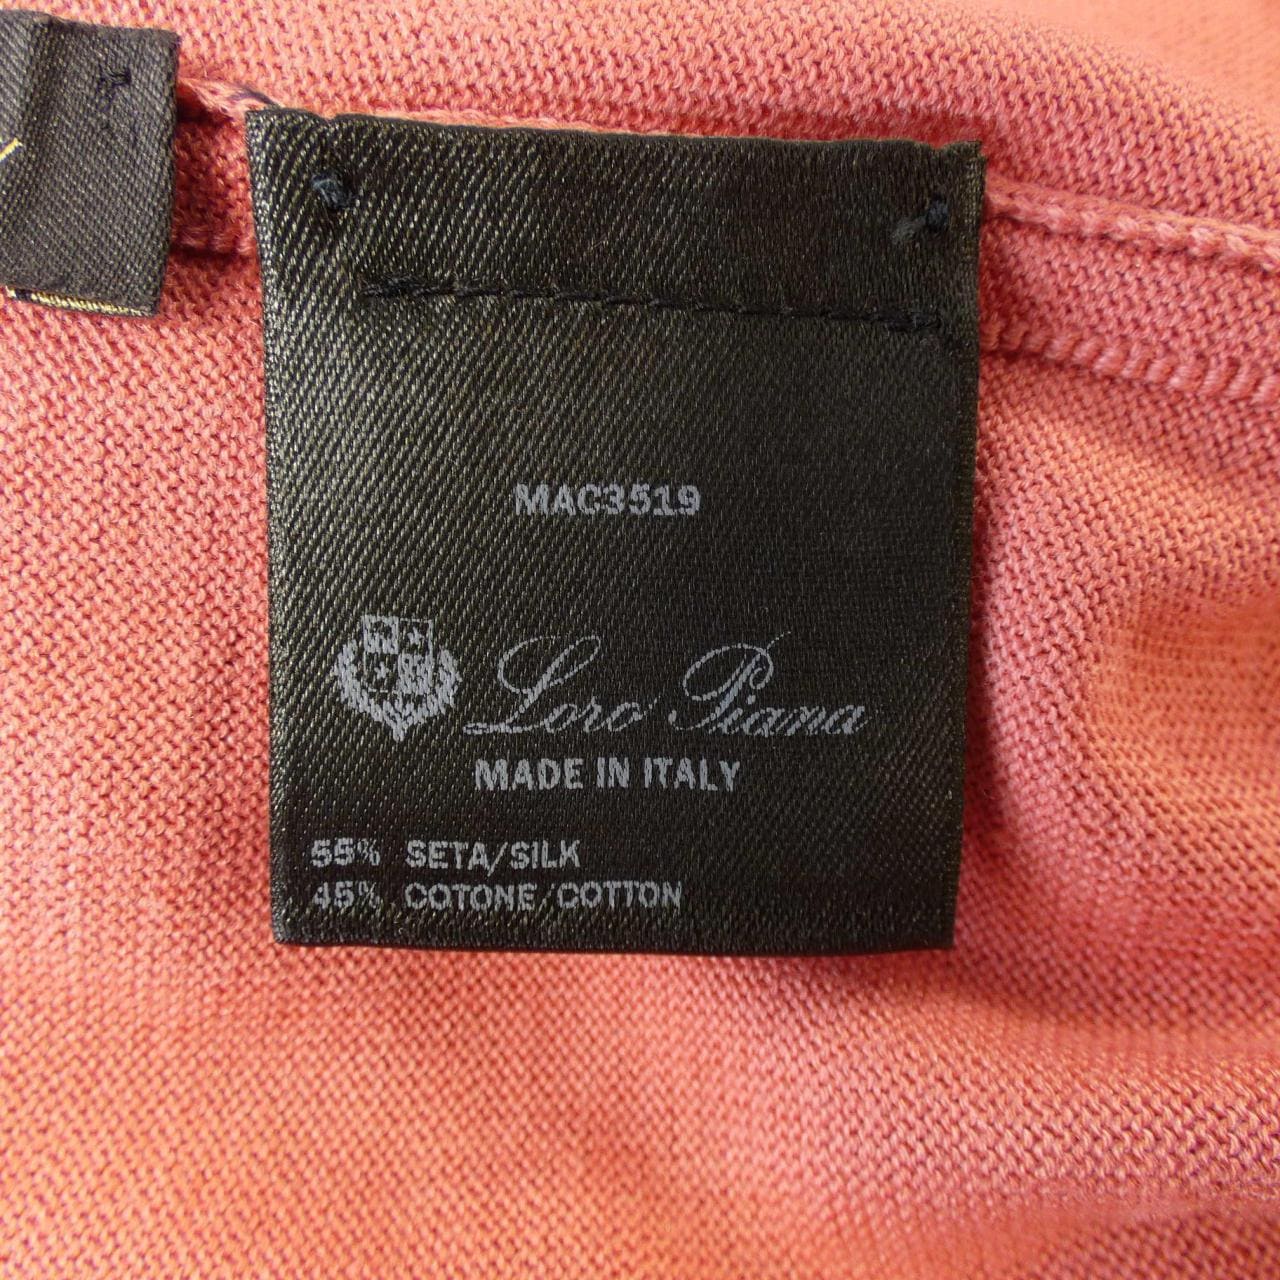 MAC3519
Loro Piana
MADE IN ITALY
55% SETA/SILK
45% COTONE/COTTON